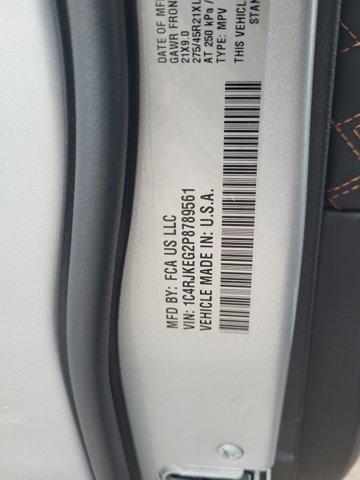 DATE OF MFR
GAWR FRONT
21X9.0
275/45R21XL
AT 250 kPa /
TYPE: MPV
THIS VEHICLE
STAN
MFD BY: FCA US LLC
VIN: 1C4RJKEG2P8789561
VEHICLE MADE IN: U.S.A.